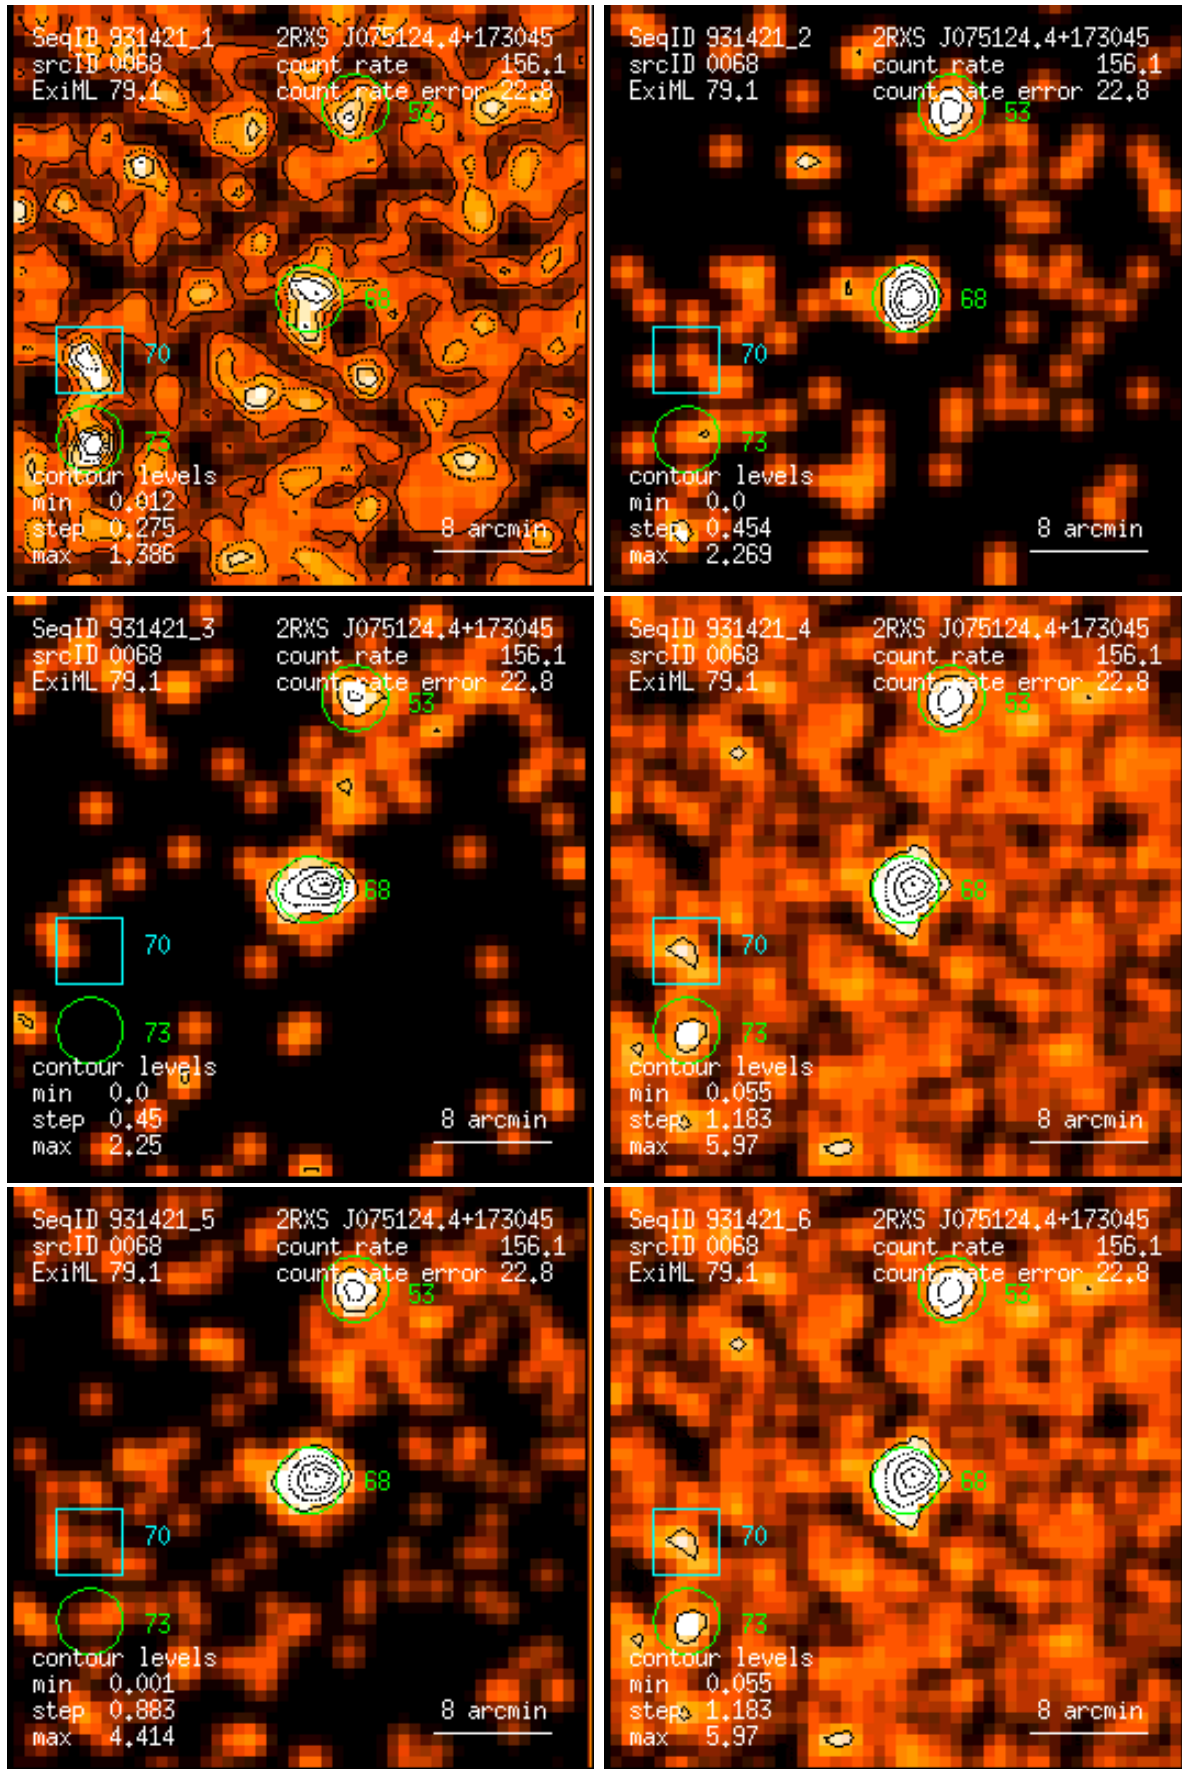 SeqID 931421_1 2RXS J075124.4+173045
srcID 0068 count rate 156.1
ExiML 79.1 count rate error 22.8
53
68
70
73
contour levels
min 0.012
step 0.275
max 1.386
8 arcmin
SeqID 931421_2 2RXS J075124.4+173045
srcID 0068 count rate 156.1
ExiML 79.1 count rate error 22.8
53
68
70
73
contour levels
min 0.0
step 0.454
max 2.269
8 arcmin
SeqID 931421_3 2RXS J075124.4+173045
srcID 0068 count rate 156.1
ExiML 79.1 count rate error 22.8
53
68
70
73
contour levels
min 0.0
step 0.45
max 2.25
8 arcmin
SeqID 931421_4 2RXS J075124.4+173045
srcID 0068 count rate 156.1
ExiML 79.1 count rate error 22.8
53
68
70
73
contour levels
min 0.055
step 1.183
max 5.97
8 arcmin
SeqID 931421_5 2RXS J075124.4+173045
srcID 0068 count rate 156.1
ExiML 79.1 count rate error 22.8
53
68
70
73
contour levels
min 0.001
step 0.883
max 4.414
8 arcmin
SeqID 931421_6 2RXS J075124.4+173045
srcID 0068 count rate 156.1
ExiML 79.1 count rate error 22.8
53
68
70
73
contour levels
min 0.055
step 1.183
max 5.97
8 arcmin